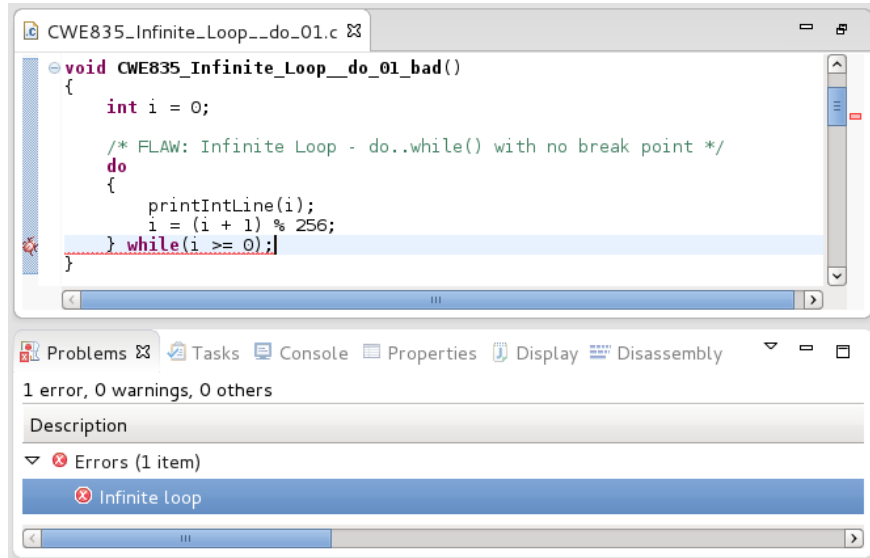 CWE835_Infinite_Loop__do_01.c
void CWE835_Infinite_Loop__do_01_bad()
{
int i = 0;
/* FLAW: Infinite Loop - do..while() with no break point */
do
{
printIntLine(i);
i = (i + 1) % 256;
} while(i >= 0);
}
Problems Tasks Console Properties Display Disassembly
1 error, 0 warnings, 0 others
Description
Errors (1 item)
Infinite loop